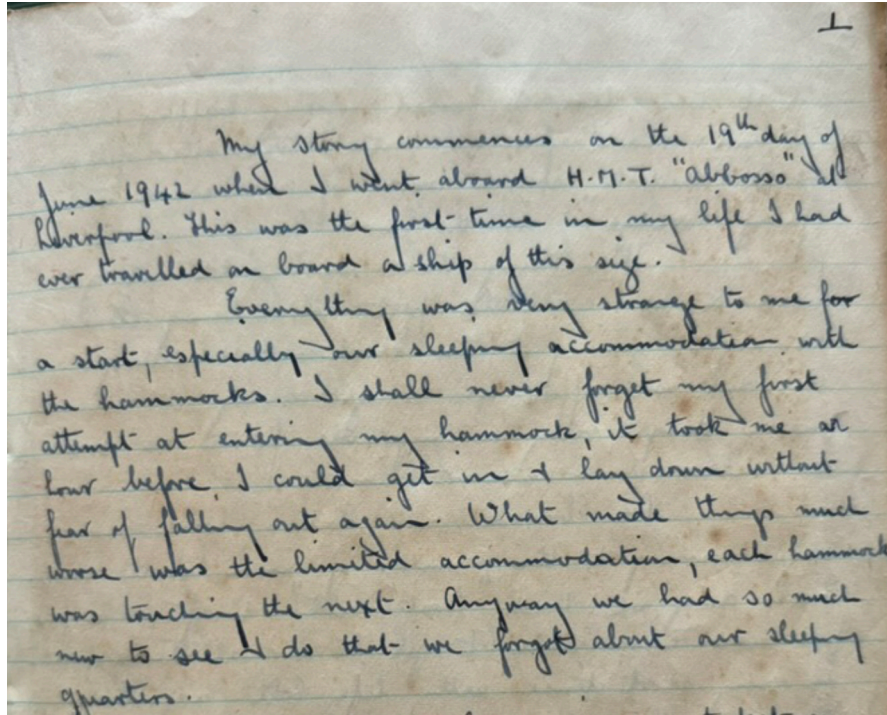 1
My story commences on the 19th day of
June 1942 when I went aboard H.M.T. "Abbosso" at
Liverpool. This was the first time in my life I had
ever travelled on board a ship of this size.
Everything was very strange to me for
a start, especially our sleeping accommodation with
the hammocks. I shall never forget my first
attempt at entering my hammock, it took me an
hour before I could get in & lay down without
fear of falling out again. What made things much
worse was the limited accommodation, each hammock
was touching the next. Anyway we had so much
new to see & do that we forgot about our sleeping
quarters.